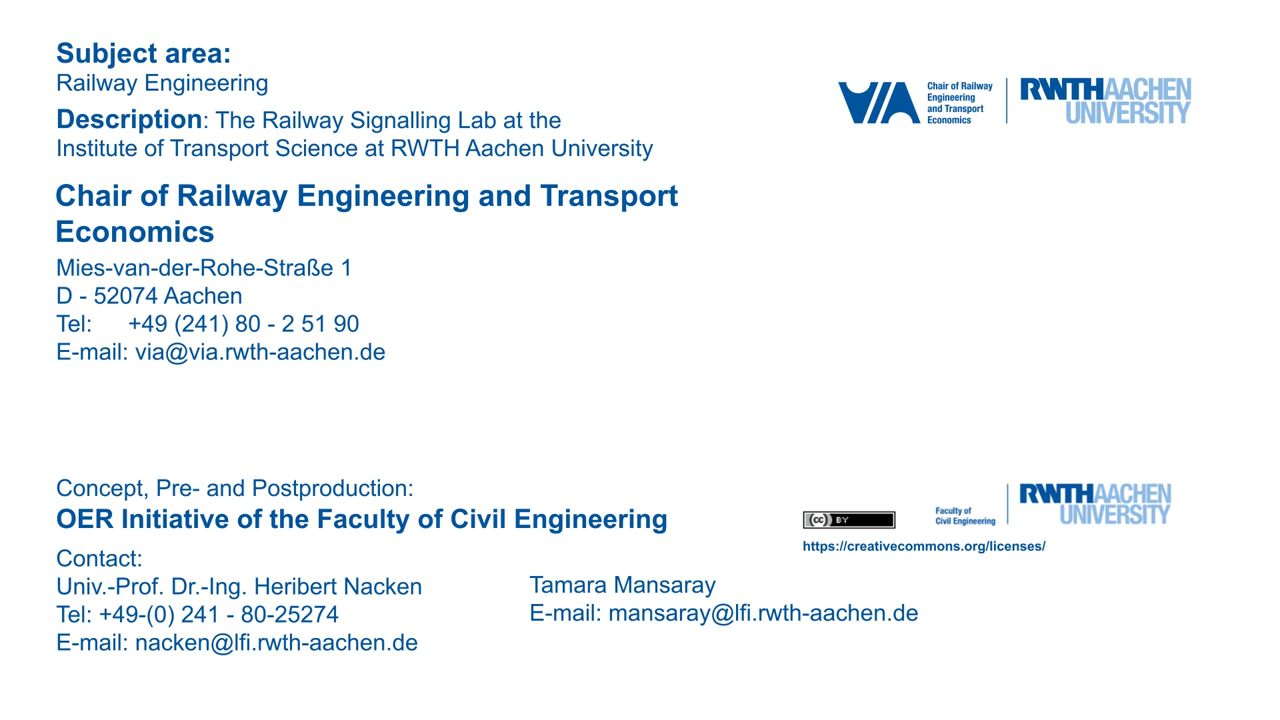 Subject area:
Railway Engineering
Description: The Railway Signalling Lab at the
Institute of Transport Science at RWTH Aachen University
VIA
Chair of Railway
Engineering
and Transport
Economics
RWTHAACHEN
UNIVERSITY
Chair of Railway Engineering and Transport
Economics
Mies-van-der-Rohe-Straße 1
D - 52074 Aachen
Tel: +49 (241) 80 - 2 51 90
E-mail: via@via.rwth-aachen.de
Concept, Pre- and Postproduction:
OER Initiative of the Faculty of Civil Engineering
Contact:
Univ.-Prof. Dr.-Ing. Heribert Nacken
Tel: +49-(0) 241 - 80-25274
E-mail: nacken@lfi.rwth-aachen.de
Tamara Mansaray
E-mail: mansaray@lfi.rwth-aachen.de
cc BY
https://creativecommons.org/licenses/
Faculty of
Civil Engineering
RWTHAACHEN
UNIVERSITY